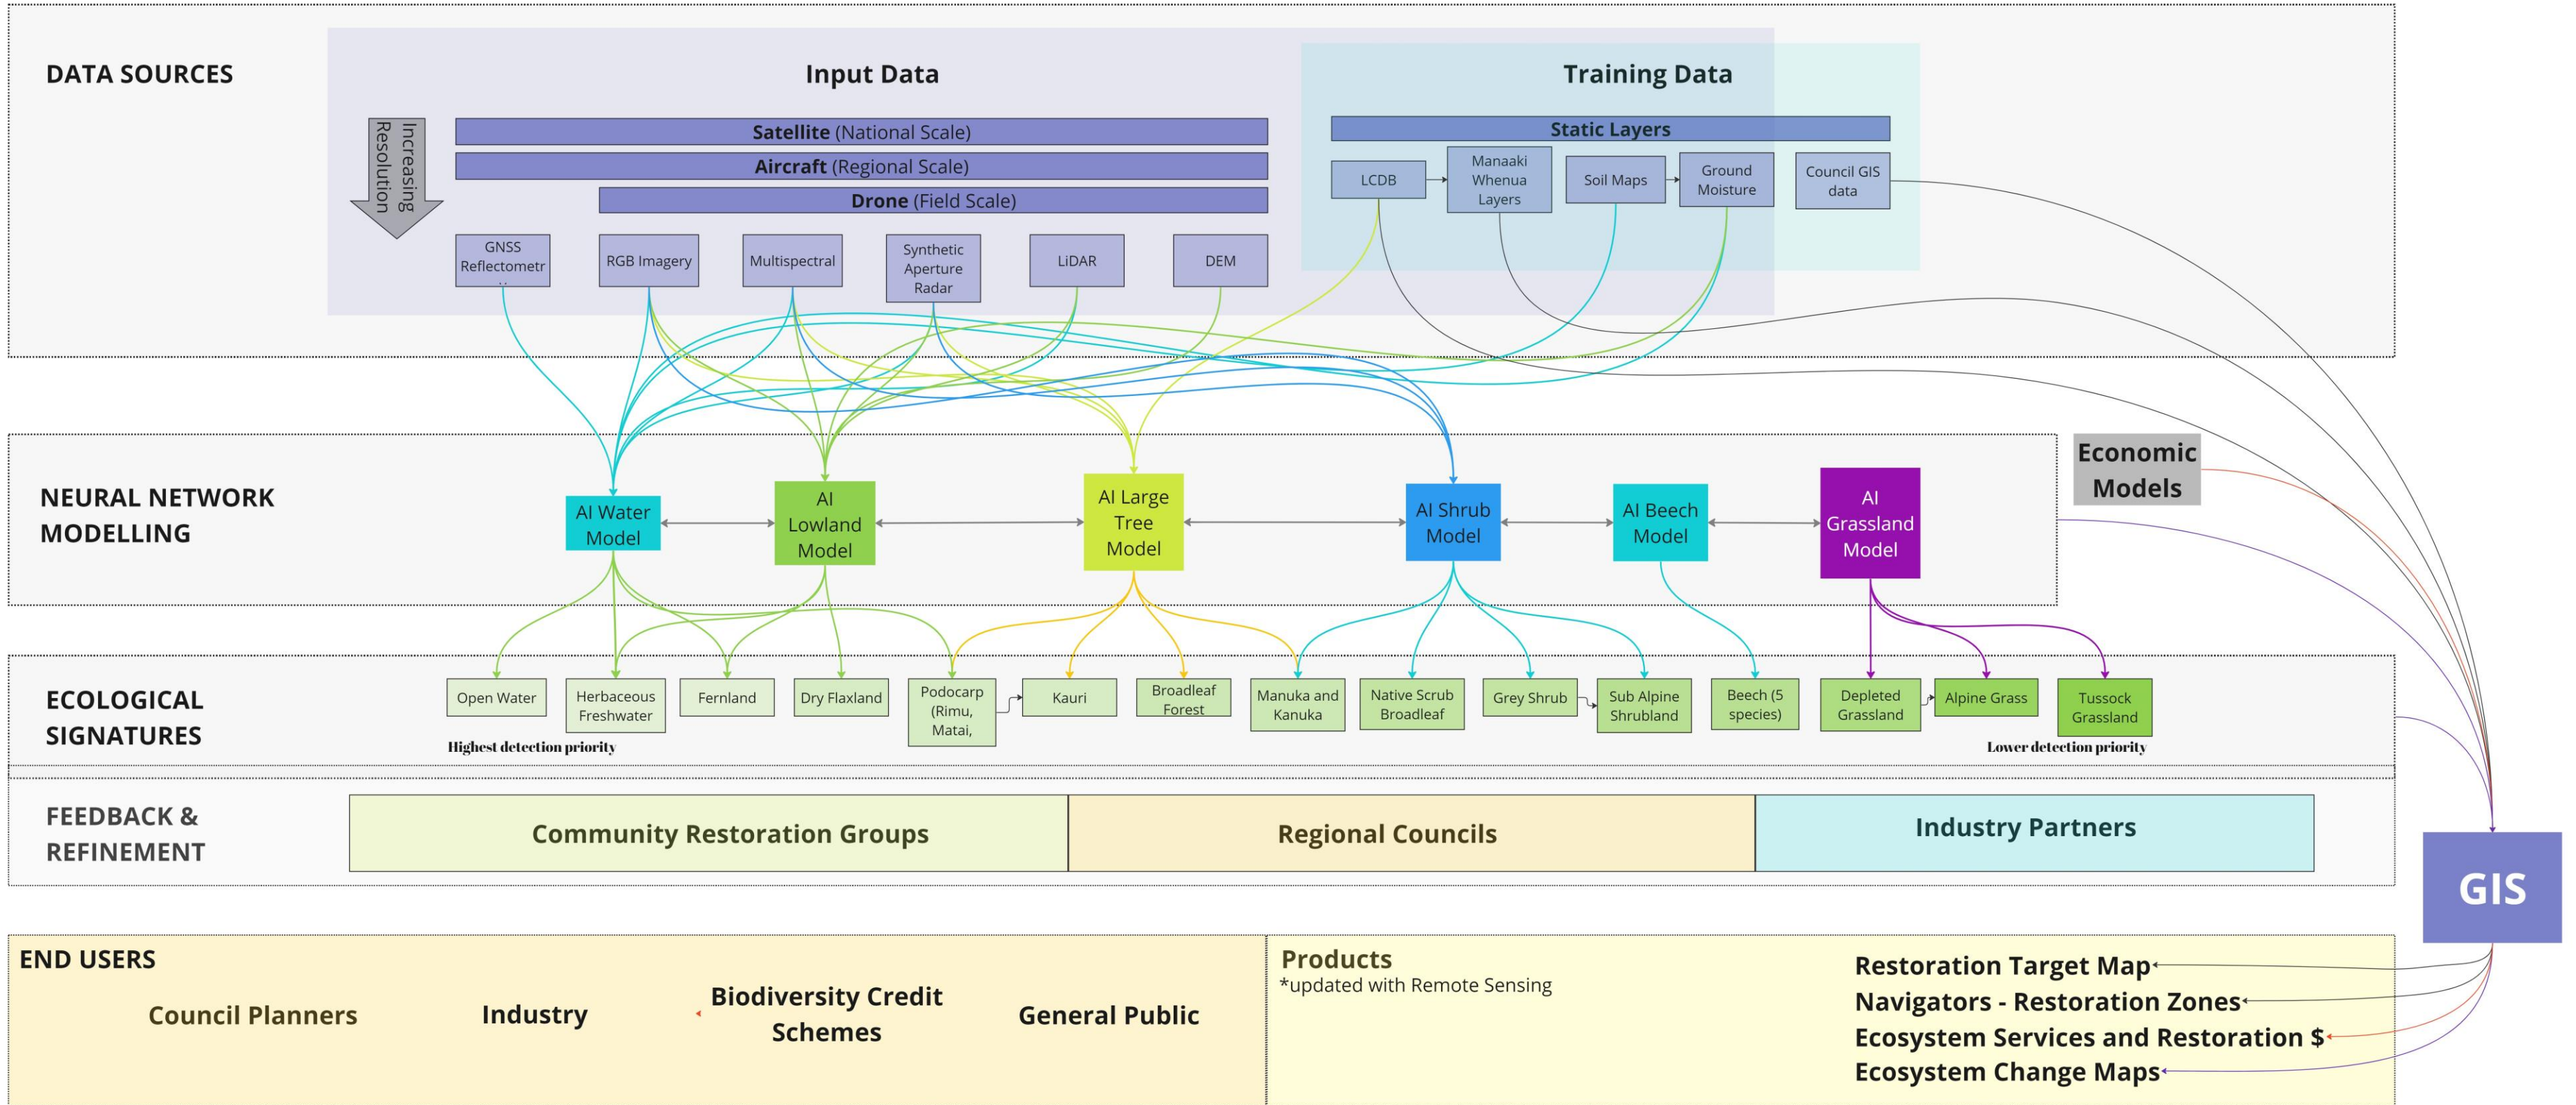 DATA SOURCES
Input Data
Training Data
Increasing
Resolution
Satellite (National Scale)
Aircraft (Regional Scale)
Drone (Field Scale)
Static Layers
LCDB
Manaaki
Whenua
Layers
Soil Maps
Ground
Moisture
Council GIS
data
GNSS
Reflectometr
RGB Imagery
Multispectral
Synthetic
Aperture
Radar
LiDAR
DEM
NEURAL NETWORK
MODELLING
AI Water
Model
AI
Lowland
Model
AI Large
Tree
Model
AI Shrub
Model
AI Beech
Model
AI
Grassland
Model
Economic
Models
ECOLOGICAL
SIGNATURES
Open Water
Herbaceous
Freshwater
Fernland
Dry Flaxland
Podocarp
(Rimu,
Matai,
Kauri
Broadleaf
Forest
Manuka and
Kanuka
Native Scrub
Broadleaf
Grey Shrub
Sub Alpine
Shrubland
Beech (5
species)
Depleted
Grassland
Alpine Grass
Tussock
Grassland
Highest detection priority
Lower detection priority
FEEDBACK &
REFINEMENT
Community Restoration Groups
Regional Councils
Industry Partners
GIS
END USERS
Council Planners
Industry
Biodiversity Credit
Schemes
General Public
Products
*updated with Remote Sensing
Restoration Target Map
Navigators - Restoration Zones
Ecosystem Services and Restoration $
Ecosystem Change Maps